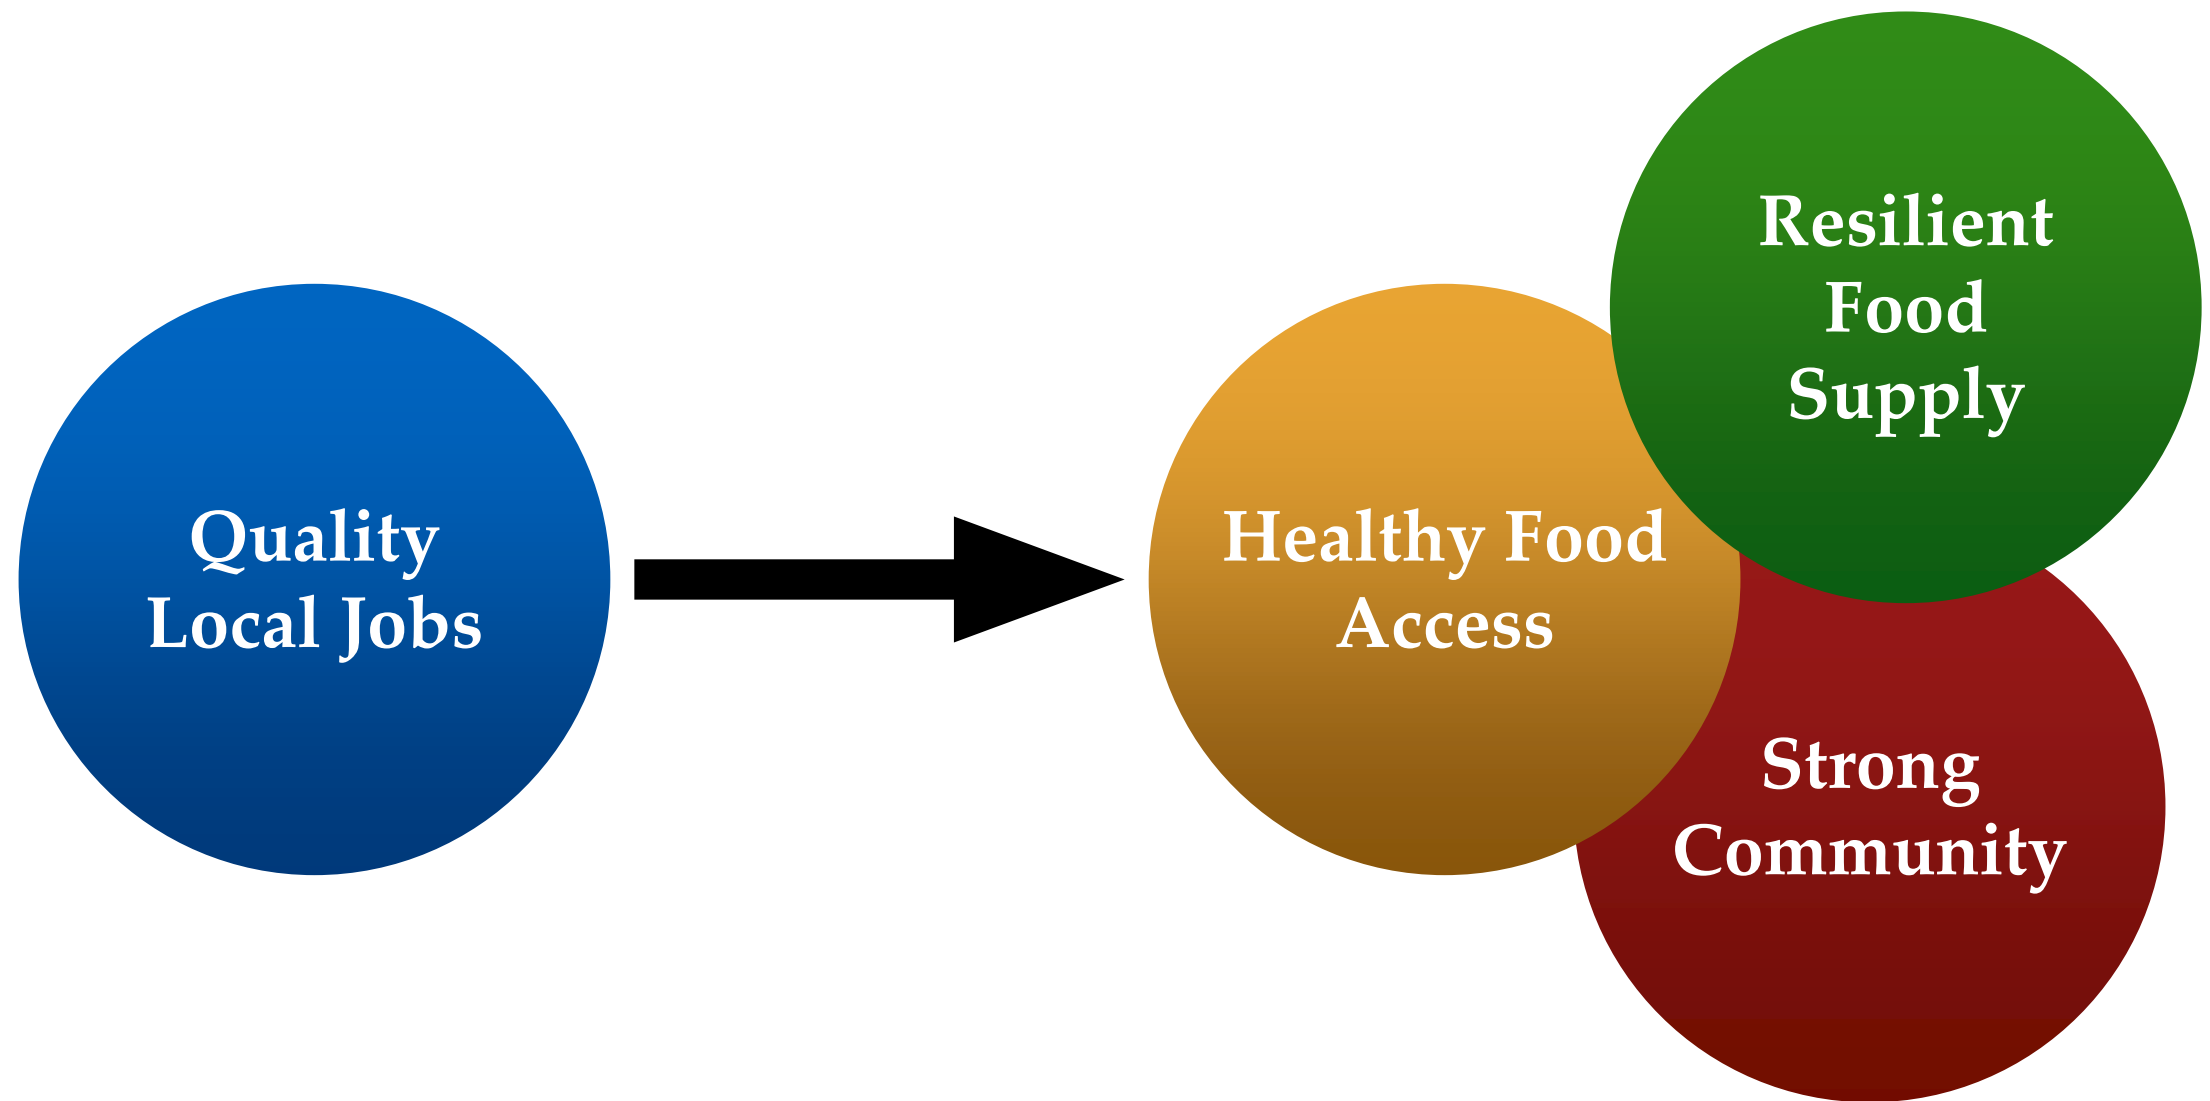 Quality
Local Jobs
Healthy Food
Access
Resilient
Food
Supply
Strong
Community